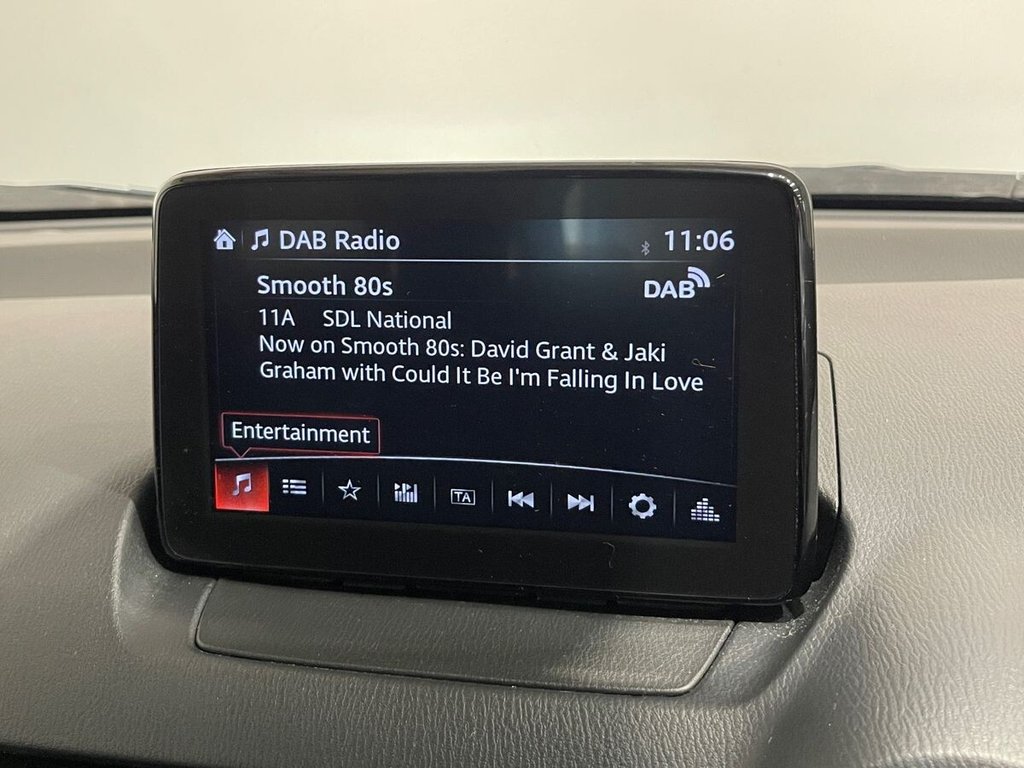 DAB Radio 11:06
Smooth 80s DAB
11A SDL National
Now on Smooth 80s: David Grant & Jaki
Graham with Could It Be I'm Falling In Love
Entertainment
TA